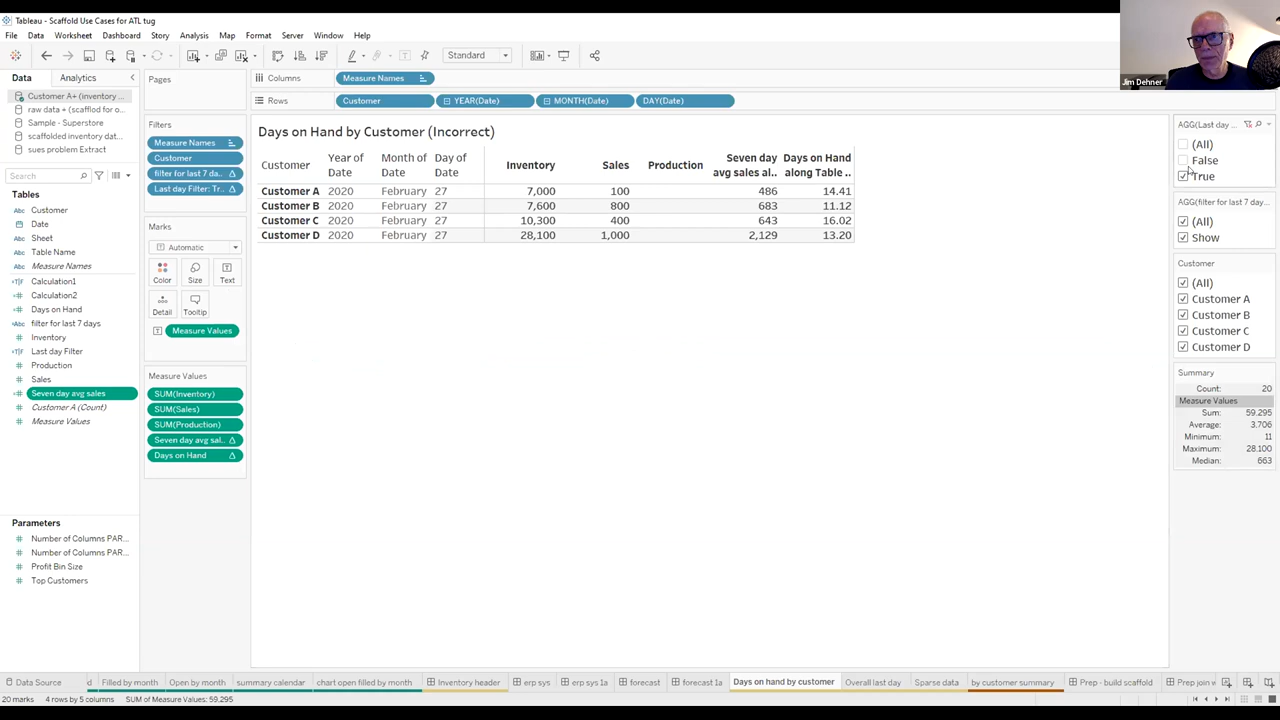 Tableau - Scaffold Use Cases for ATL tug
File Data Worksheet Dashboard Story Analysis Map Format Server Window Help
Standard
Jim Dehner
Data Analytics
Customer A+ (inventory ...
raw data + (scafflod for o...
Sample - Superstore
scaffolded inventory dat...
sues problem Extract
Search
Tables
Customer
Date
Sheet
Table Name
Measure Names
Calculation1
Calculation2
Days on Hand
filter for last 7 days
Inventory
Last day Filter
Production
Sales
Seven day avg sales
Customer A (Count)
Measure Values
Parameters
Number of Columns PAR...
Number of Columns PAR...
Profit Bin Size
Top Customers
Pages
Filters
Measure Names
Customer
filter for last 7 da..
Last day Filter: Tr..
Marks
Automatic
Color Size Text
Detail Tooltip
Measure Values
Measure Values
SUM(Inventory)
SUM(Sales)
SUM(Production)
Seven day avg sal..
Days on Hand
Columns Measure Names
Rows Customer YEAR(Date) MONTH(Date) DAY(Date)
Days on Hand by Customer (Incorrect)
Customer Year of Date Month of Date Day of Date Inventory Sales Production Seven day avg sales al.. Days on Hand along Table ..
Customer A 2020 February 27 7,000 100 486 14.41
Customer B 2020 February 27 7,600 800 683 11.12
Customer C 2020 February 27 10,300 400 643 16.02
Customer D 2020 February 27 28,100 1,000 2,129 13.20
AGG(Last day ...
(All)
False
True
AGG(filter for last 7 day...
(All)
Show
Customer
(All)
Customer A
Customer B
Customer C
Customer D
Summary
Count: 20
Measure Values
Sum: 59,295
Average: 3,706
Minimum: 11
Maximum: 28,100
Median: 663
Data Source d Filled by month Open by month summary calendar chart open filled by month Inventory header erp sys erp sys 1a forecast forecast 1a Days on hand by customer Overall last day Sparse data by customer summary Prep - build scaffold Prep join w
20 marks 4 rows by 5 columns SUM of Measure Values: 59,295